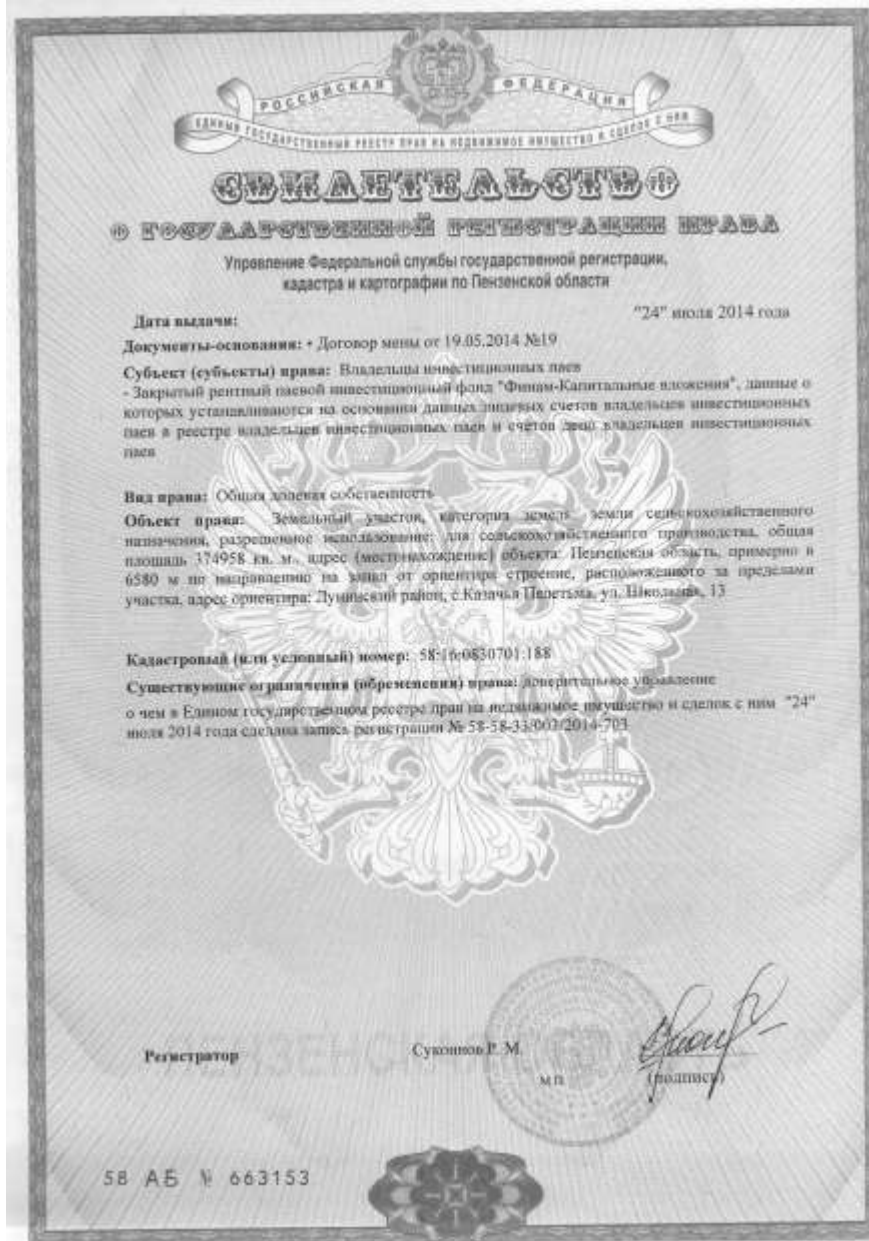 РОССИЙСКАЯ ФЕДЕРАЦИЯ
ЕДИНЫЙ ГОСУДАРСТВЕННЫЙ РЕЕСТР ПРАВ НА НЕДВИЖИМОЕ ИМУЩЕСТВО И СДЕЛОК С НИМ
СВИДЕТЕЛЬСТВО
О ГОСУДАРСТВЕННОЙ РЕГИСТРАЦИИ ПРАВА
Управление Федеральной службы государственной регистрации,
кадастра и картографии по Пензенской области
Дата выдачи: "24" июля 2014 года
Документы-основания: • Договор мены от 19.05.2014 №19
Субъект (субъекты) права: Владельцы инвестиционных паев
- Закрытый рентный паевой инвестиционный фонд "Финам-Капитальные вложения", данные о
которых устанавливаются на основании данных лицевых счетов владельцев инвестиционных
паев в реестре владельцев инвестиционных паев и счетов депо владельцев инвестиционных
паев
Вид права: Общая долевая собственность
Объект права: Земельный участок, категория земель: земли сельскохозяйственного
назначения, разрешенное использование: для сельскохозяйственного производства, общая
площадь 374958 кв. м., адрес (местонахождение) объекта: Пензенская область, примерно в
6580 м по направлению на запад от ориентира строение, расположенного за пределами
участка, адрес ориентира: Лунинский район, с.Казачья Пелетьма, ул. Школьная, 13
Кадастровый (или условный) номер: 58:16:0830701:188
Существующие ограничения (обременения) права: доверительное управление
о чем в Едином государственном реестре прав на недвижимое имущество и сделок с ним "24"
июля 2014 года сделана запись регистрации № 58-58-33/002/2014-703
Регистратор Суконнов Р. М.
м.п. (подпись)
58 АБ № 663153